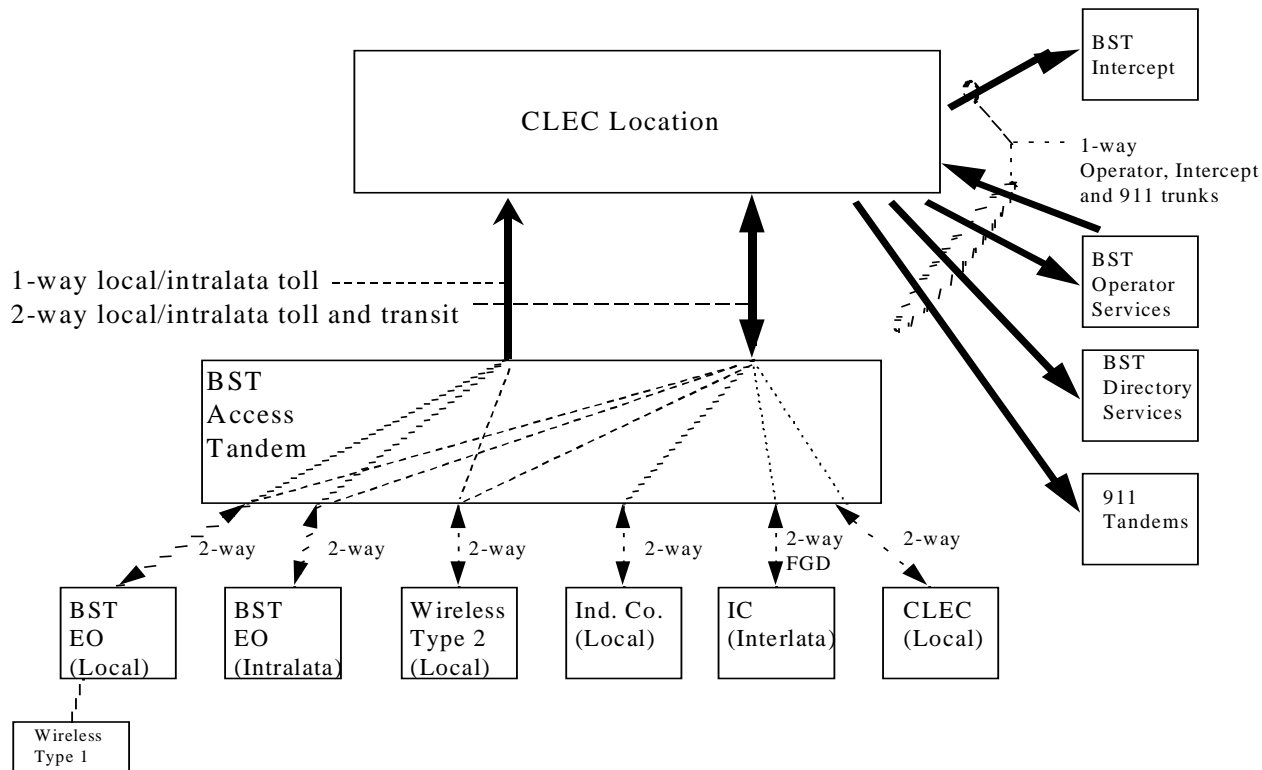 BST
Intercept
CLEC Location
1-way
Operator, Intercept
and 911 trunks
BST
Operator
Services
1-way local/intralata toll
2-way local/intralata toll and transit
BST
Access
Tandem
BST
Directory
Services
911
Tandems
2-way
2-way
2-way
2-way
2-way
FGD
2-way
BST
EO
(Local)
BST
EO
(Intralata)
Wireless
Type 2
(Local)
Ind. Co.
(Local)
IC
(Interlata)
CLEC
(Local)
Wireless
Type 1